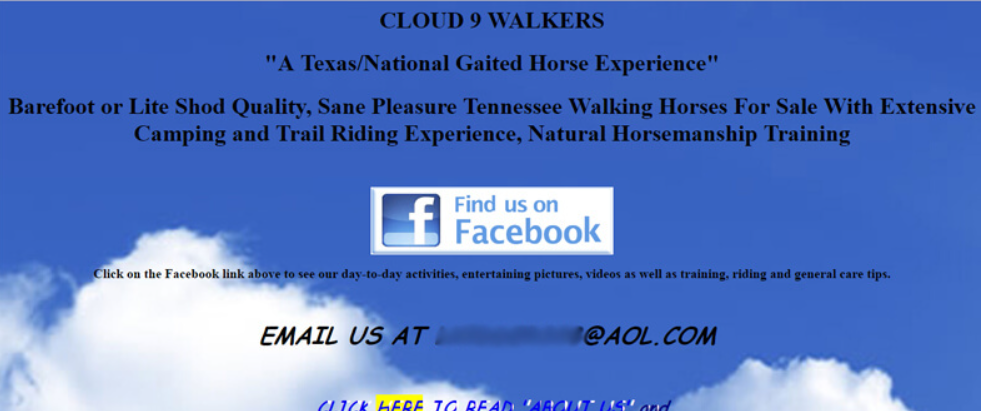 CLOUD 9 WALKERS
"A Texas/National Gaited Horse Experience"
Barefoot or Lite Shod Quality, Sane Pleasure Tennessee Walking Horses For Sale With Extensive
Camping and Trail Riding Experience, Natural Horsemanship Training
Find us on
Facebook
Click on the Facebook link above to see our day-to-day activities, entertaining pictures, videos as well as training, riding and general care tips.
EMAIL US AT @AOL.COM
CLICK HERE TO READ "ABOUT US" and